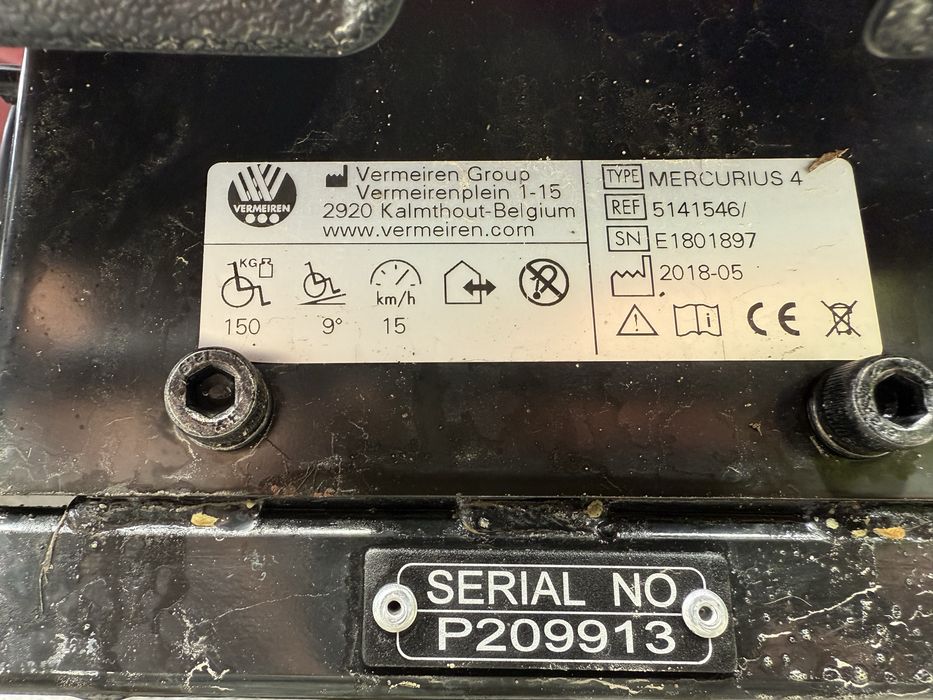 VERMEIREN
Vermeiren Group
Vermeirenplein 1-15
2920 Kalmthout-Belgium
www.vermeiren.com
KG
150
9°
km/h
15
TYPE MERCURIUS 4
REF 5141546/
SN E1801897
2018-05
i
CE
SERIAL NO
P209913